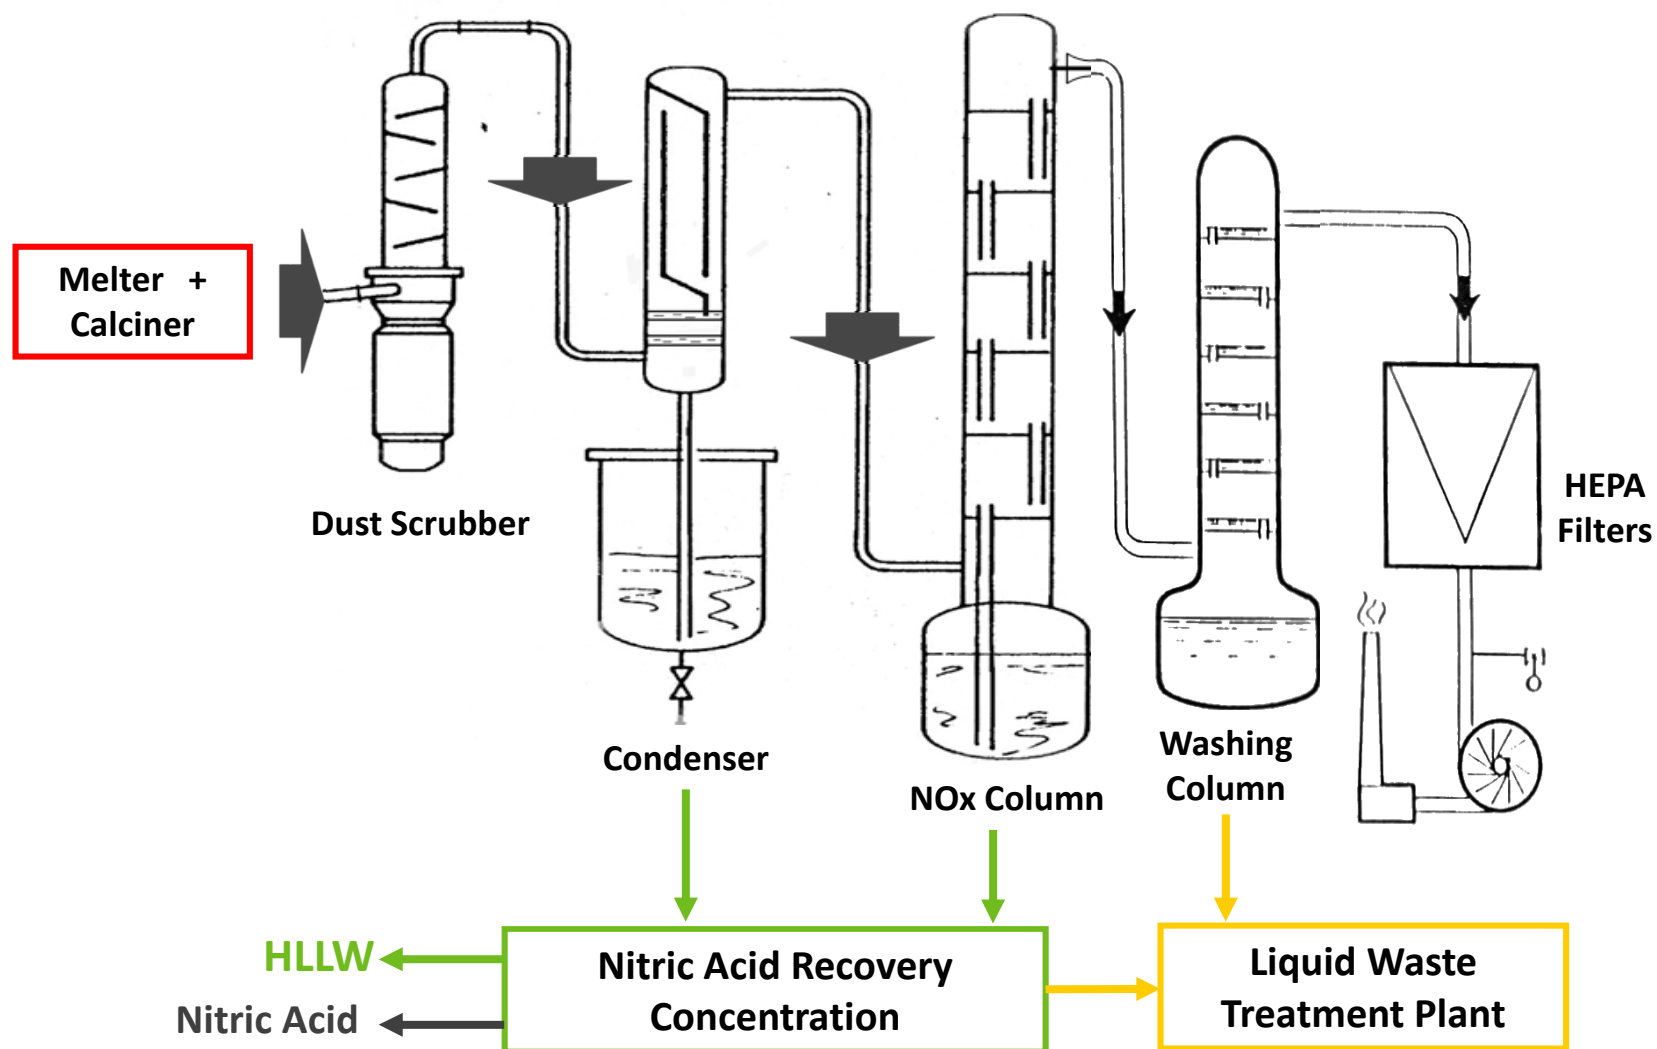 Melter +
Calciner
Dust Scrubber
HEPA
Filters
Condenser
NOx Column
Washing
Column
HLLW
Nitric Acid
Nitric Acid Recovery
Concentration
Liquid Waste
Treatment Plant